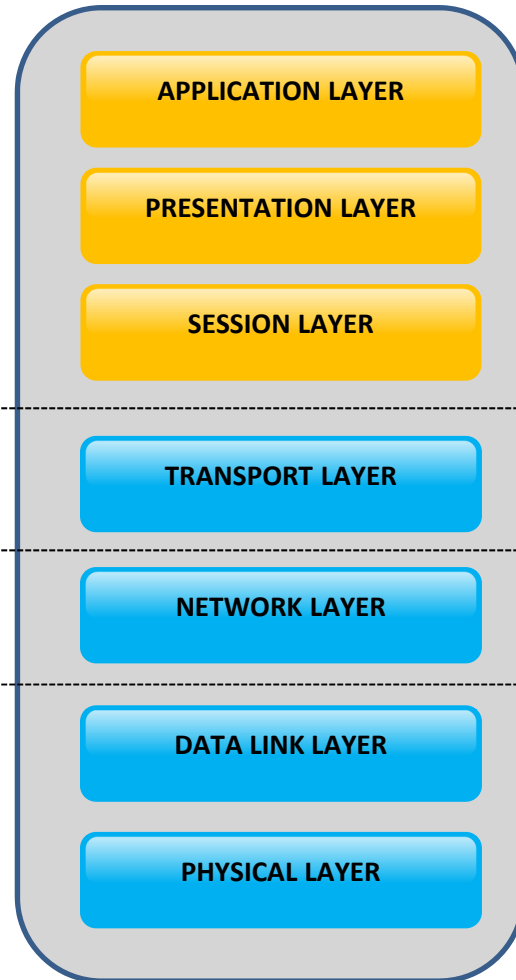 APPLICATION LAYER
PRESENTATION LAYER
SESSION LAYER
TRANSPORT LAYER
NETWORK LAYER
DATA LINK LAYER
PHYSICAL LAYER